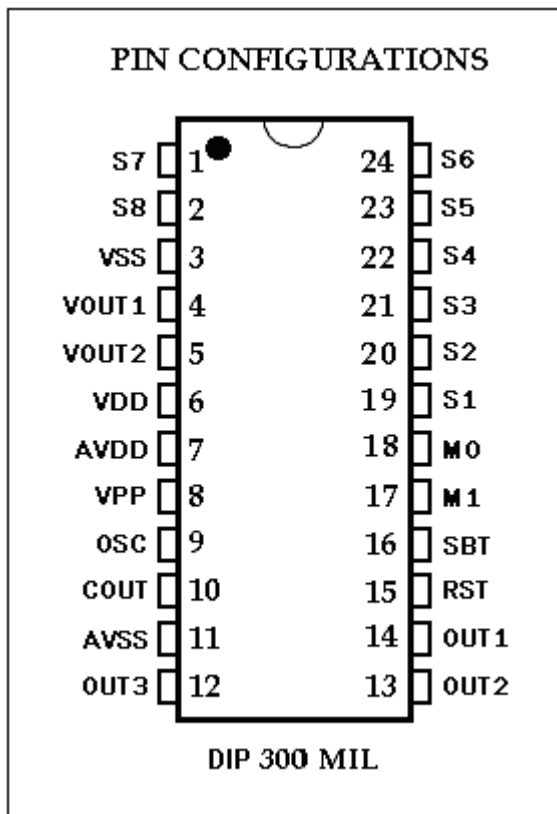 PIN CONFIGURATIONS
S7 1 24 S6
S8 2 23 S5
VSS 3 22 S4
VOUT1 4 21 S3
VOUT2 5 20 S2
VDD 6 19 S1
AVDD 7 18 M0
VPP 8 17 M1
OSC 9 16 SBT
COUT 10 15 RST
AVSS 11 14 OUT1
OUT3 12 13 OUT2
DIP 300 MIL